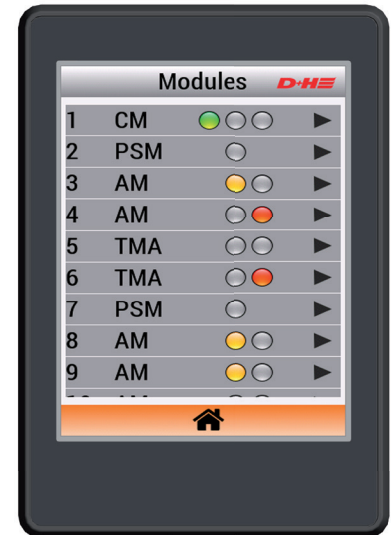 Modules D+H
1 CM
2 PSM
3 AM
4 AM
5 TMA
6 TMA
7 PSM
8 AM
9 AM